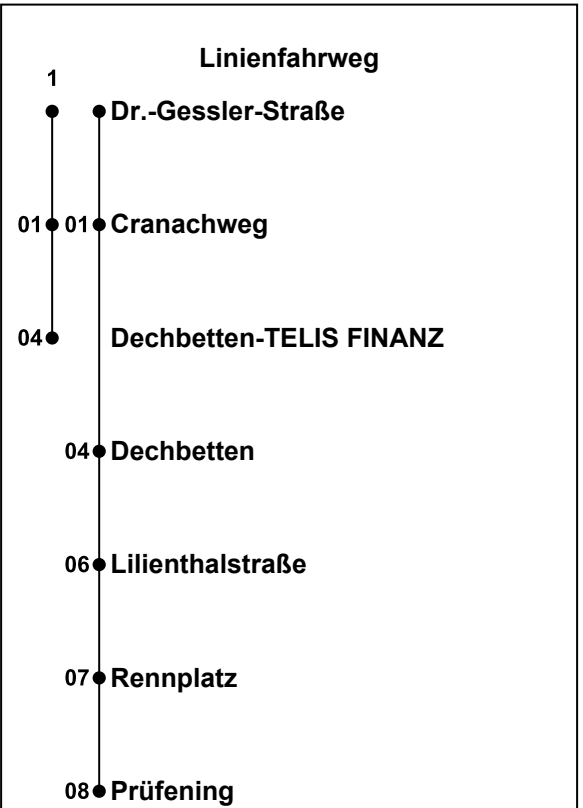 Linienfahrweg
1
Dr.-Gessler-Straße
01 01 Cranachweg
04 Dechbetten-TELIS FINANZ
04 Dechbetten
06 Lilienthalstraße
07 Rennplatz
08 Prüfening